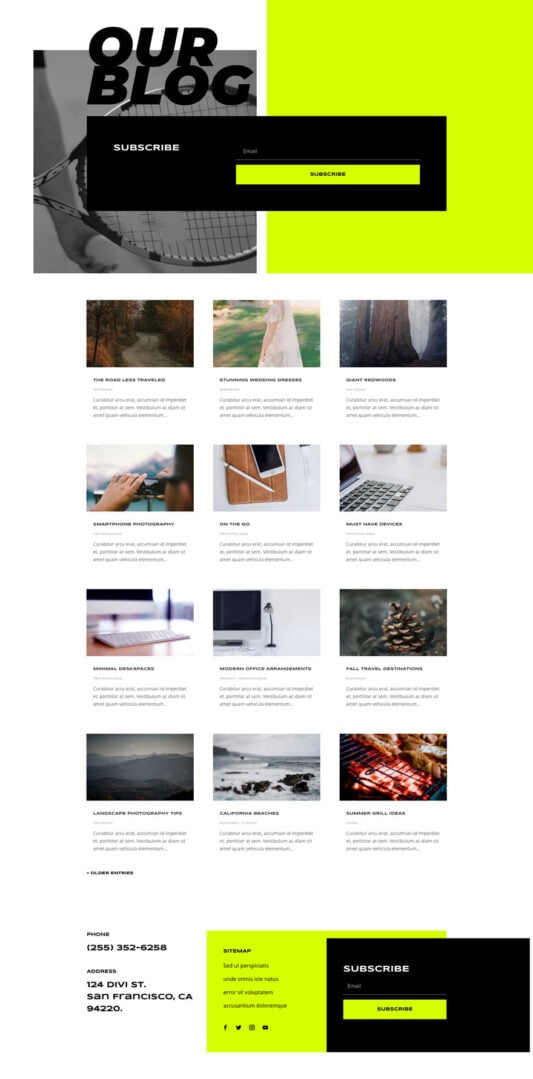 OUR
BLOG
SUBSCRIBE
Email
SUBSCRIBE
THE ROAD LESS TRAVELED
OUTDOOR
Curabitur arcu erat, accumsan id imperdiet
et, porttitor at sem. Vestibulum ac diam sit
amet quam vehicula elementum...
STUNNING WEDDING DRESSES
Curabitur arcu erat, accumsan id imperdiet
et, porttitor at sem. Vestibulum ac diam sit
amet quam vehicula elementum...
GIANT REDWOODS
OUTDOOR
Curabitur arcu erat, accumsan id imperdiet
et, porttitor at sem. Vestibulum ac diam sit
amet quam vehicula elementum...
SMARTPHONE PHOTOGRAPHY
TECHNOLOGY
Curabitur arcu erat, accumsan id imperdiet
et, porttitor at sem. Vestibulum ac diam sit
amet quam vehicula elementum...
ON THE GO
TECHNOLOGY
Curabitur arcu erat, accumsan id imperdiet
et, porttitor at sem. Vestibulum ac diam sit
amet quam vehicula elementum...
MUST HAVE DEVICES
TECHNOLOGY
Curabitur arcu erat, accumsan id imperdiet
et, porttitor at sem. Vestibulum ac diam sit
amet quam vehicula elementum...
MINIMAL DESKSPACES
TECHNOLOGY
Curabitur arcu erat, accumsan id imperdiet
et, porttitor at sem. Vestibulum ac diam sit
amet quam vehicula elementum...
MODERN OFFICE ARRANGEMENTS
DESIGN, TECHNOLOGY
Curabitur arcu erat, accumsan id imperdiet
et, porttitor at sem. Vestibulum ac diam sit
amet quam vehicula elementum...
FALL TRAVEL DESTINATIONS
OUTDOOR
Curabitur arcu erat, accumsan id imperdiet
et, porttitor at sem. Vestibulum ac diam sit
amet quam vehicula elementum...
LANDSCAPE PHOTOGRAPHY TIPS
OUTDOOR
Curabitur arcu erat, accumsan id imperdiet
et, porttitor at sem. Vestibulum ac diam sit
amet quam vehicula elementum...
CALIFORNIA BEACHES
OUTDOOR, TRAVEL
Curabitur arcu erat, accumsan id imperdiet
et, porttitor at sem. Vestibulum ac diam sit
amet quam vehicula elementum...
SUMMER GRILL IDEAS
FOOD
Curabitur arcu erat, accumsan id imperdiet
et, porttitor at sem. Vestibulum ac diam sit
amet quam vehicula elementum...
« OLDER ENTRIES
PHONE
(255) 352-6258
ADDRESS
124 DIVI ST.
San Francisco, CA
94220.
SITEMAP
Sed ut perspiciatis
unde omnis iste natus
error sit voluptatem
accusantium doloremque
SUBSCRIBE
Email
SUBSCRIBE